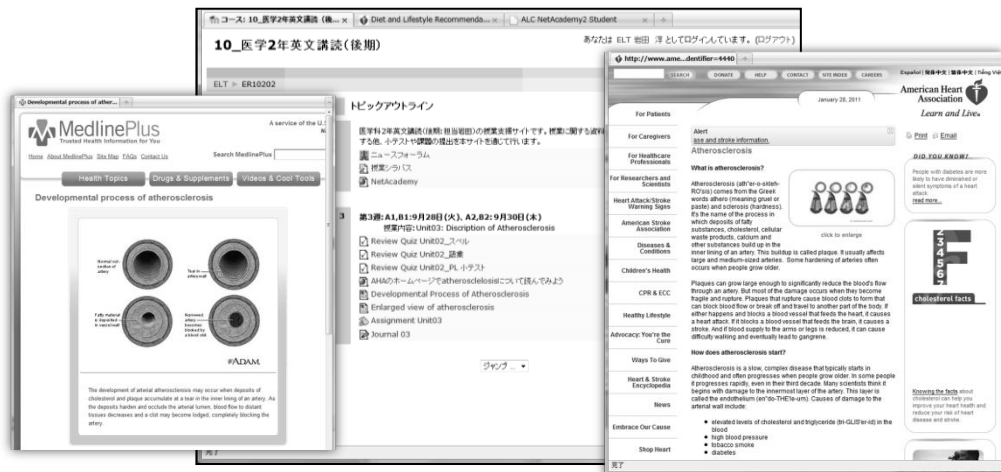 コース: 10_医学2年英文講読 (後...
Diet and Lifestyle Recommenda...
ALC NetAcademy2 Student
10_医学2年英文講読(後期)
あなたは ELT 岩田 淳 としてログインしています。(ログアウト)
ELT ► ER10202
トピックアウトライン
医学科2年英文講読(後期:担当岩田)の授業支援サイトです。授業に関する資料
する他、小テストや課題の提出を本サイトを通じて行います。
ニュースフォーラム
授業シラバス
NetAcademy
3
第3週: A1,B1:9月28日(火)、A2,B2: 9月30日(木)
授業内容: Unit03: Discription of Atherosclerosis
Review Quiz Unit02_スペル
Review Quiz Unit02_語彙
Review Quiz Unit02_PL 小テスト
AHAのホームページでatherosclelosisについて読んでみよう
Developmental Process of Atherosclerosis
Enlarged view of atherosclerosis
Assignment Unit03
Journal 03
ジャンプ ...
完了
Developmental process of ather...
MedlinePlus
Trusted Health Information for You
A service of the U.S
Home About MedlinePlus Site Map FAQs Contact Us
Search MedlinePlus
Health Topics
Drugs & Supplements
Videos & Cool Tools
Developmental process of atherosclerosis
Normal cut-
section of
artery
Tear in
artery wall
Fatty material
is deposited
in vessel wall
Narrowed
artery
becomes
blocked by
a blood clot
ADAM.
The development of arterial atherosclerosis may occur when deposits of
cholesterol and plaque accumulate at a tear in the inner lining of an artery. As
the deposits harden and occlude the arterial lumen, blood flow to distant
tissues decreases and a clot may become lodged, completely blocking the
artery.
http://www.ame...dentifier=4440
SEARCH
DONATE
HELP
CONTACT
SITE INDEX
CAREERS
Español | 简体中文 | 繁体中文 | Tiếng Việ
January 28, 2011
American Heart
Association
Learn and Live
For Patients
For Caregivers
For Healthcare
Professionals
For Researchers and
Scientists
Heart Attack/Stroke
Warning Signs
American Stroke
Association
Diseases &
Conditions
Children's Health
CPR & ECC
Healthy Lifestyle
Advocacy: You're the
Cure
Ways To Give
Heart & Stroke
Encyclopedia
News
Embrace Our Cause
Shop Heart
Alert
ase and stroke information.
Atherosclerosis
What is atherosclerosis?
Atherosclerosis (ath"er-o-skleh-
RO'sis) comes from the Greek
words athero (meaning gruel or
paste) and sclerosis (hardness).
It's the name of the process in
which deposits of fatty
substances, cholesterol, cellular
waste products, calcium and
other substances build up in the
inner lining of an artery. This buildup is called plaque. It usually affects
large and medium-sized arteries. Some hardening of arteries often
occurs when people grow older.
click to enlarge
Plaques can grow large enough to significantly reduce the blood's flow
through an artery. But most of the damage occurs when they become
fragile and rupture. Plaques that rupture cause blood clots to form that
can block blood flow or break off and travel to another part of the body. If
either happens and blocks a blood vessel that feeds the heart, it causes
a heart attack. If it blocks a blood vessel that feeds the brain, it causes a
stroke. And if blood supply to the arms or legs is reduced, it can cause
difficulty walking and eventually lead to gangrene.
How does atherosclerosis start?
Atherosclerosis is a slow, complex disease that typically starts in
childhood and often progresses when people grow older. In some people
it progresses rapidly, even in their third decade. Many scientists think it
begins with damage to the innermost layer of the artery. This layer is
called the endothelium (en"do-THE'le-um). Causes of damage to the
arterial wall include:
elevated levels of cholesterol and triglyceride (tri-GLIS'er-id) in the
blood
high blood pressure
tobacco smoke
diabetes
Print
Email
DID YOU KNOW?
People with diabetes are more
likely to have diminished or
silent symptoms of a heart
attack.
read more...
cholesterol facts
Knowing the facts about
cholesterol can help you
improve your heart health and
reduce your risk of heart
disease and stroke.
完了